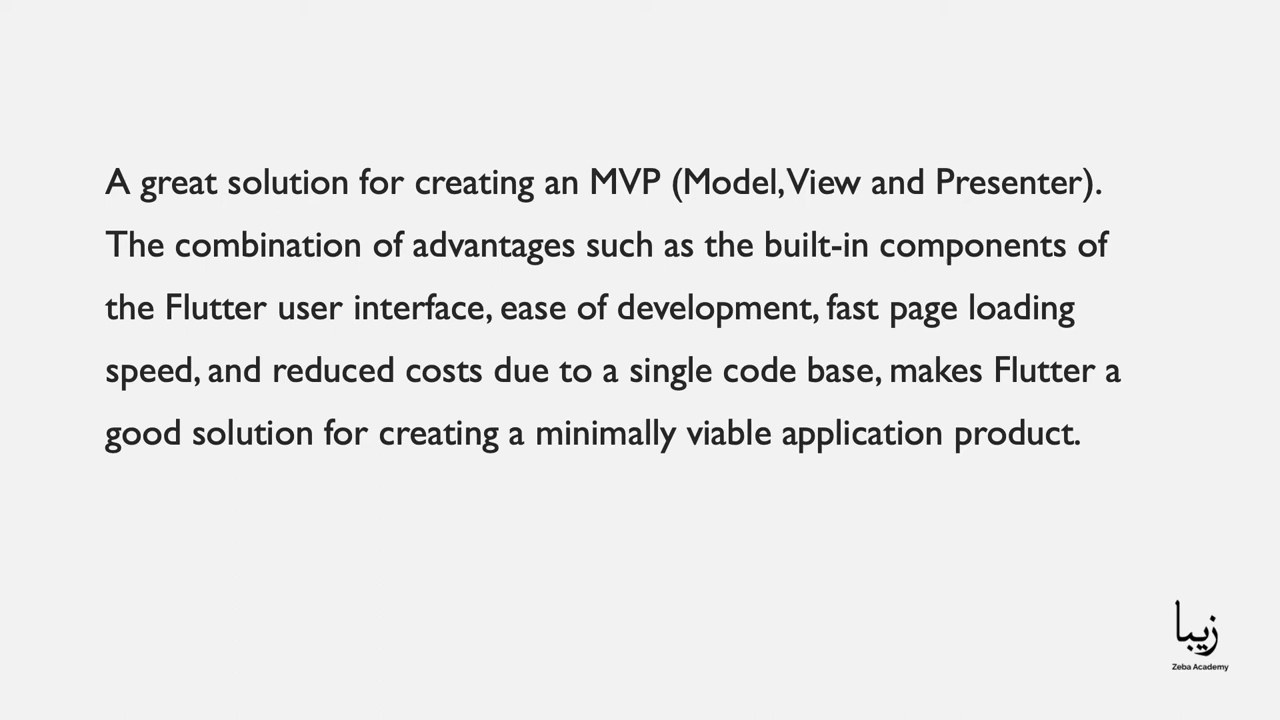 A great solution for creating an MVP (Model, View and Presenter).
The combination of advantages such as the built-in components of
the Flutter user interface, ease of development, fast page loading
speed, and reduced costs due to a single code base, makes Flutter a
good solution for creating a minimally viable application product.
زیبا
Zeba Academy